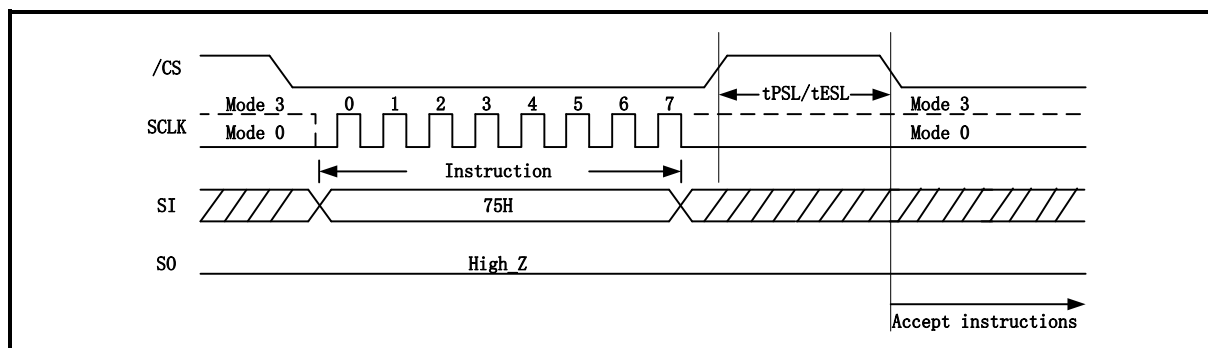 /CS
tPSL/tESL
Mode 3 0 1 2 3 4 5 6 7 Mode 3
SCLK
Mode 0 Mode 0
Instruction
SI 75H
SO High_Z
Accept instructions